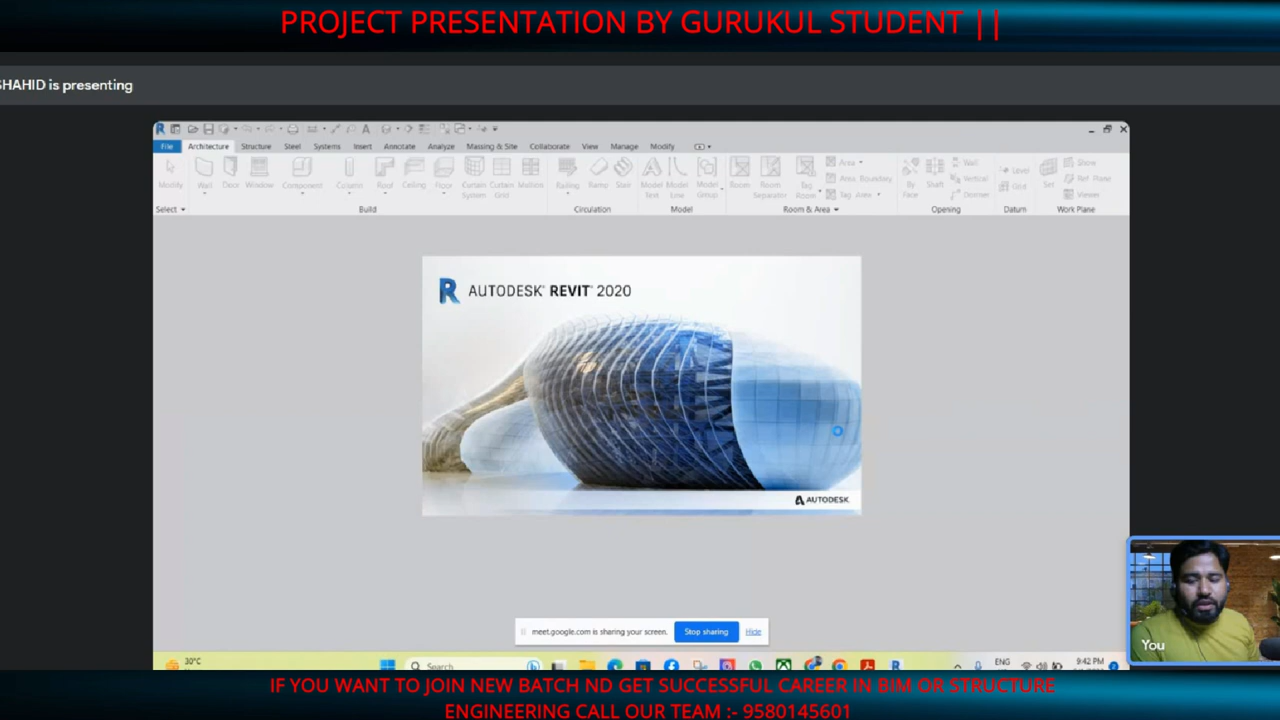 PROJECT PRESENTATION BY GURUKUL STUDENT ||
SHAHID is presenting
File Architecture Structure Steel Systems Insert Annotate Analyze Massing & Site Collaborate View Manage Modify
Modify Wall Door Window Component Column Roof Ceiling Floor Curtain System Curtain Grid Mullion Railing Ramp Stair Model Text Model Line Model Group Room Room Separator Tag Room Area Area Boundary Tag Area By Face Shaft Wall Vertical Dormer Level Grid Set Show Ref Plane Viewer
Select Build Circulation Model Room & Area Opening Datum Work Plane
R AUTODESK® REVIT® 2020
AUTODESK
meet.google.com is sharing your screen. Stop sharing Hide
You
30°C Search ENG 9:42 PM
IF YOU WANT TO JOIN NEW BATCH ND GET SUCCESSFUL CAREER IN BIM OR STRUCTURE
ENGINEERING CALL OUR TEAM :- 9580145601